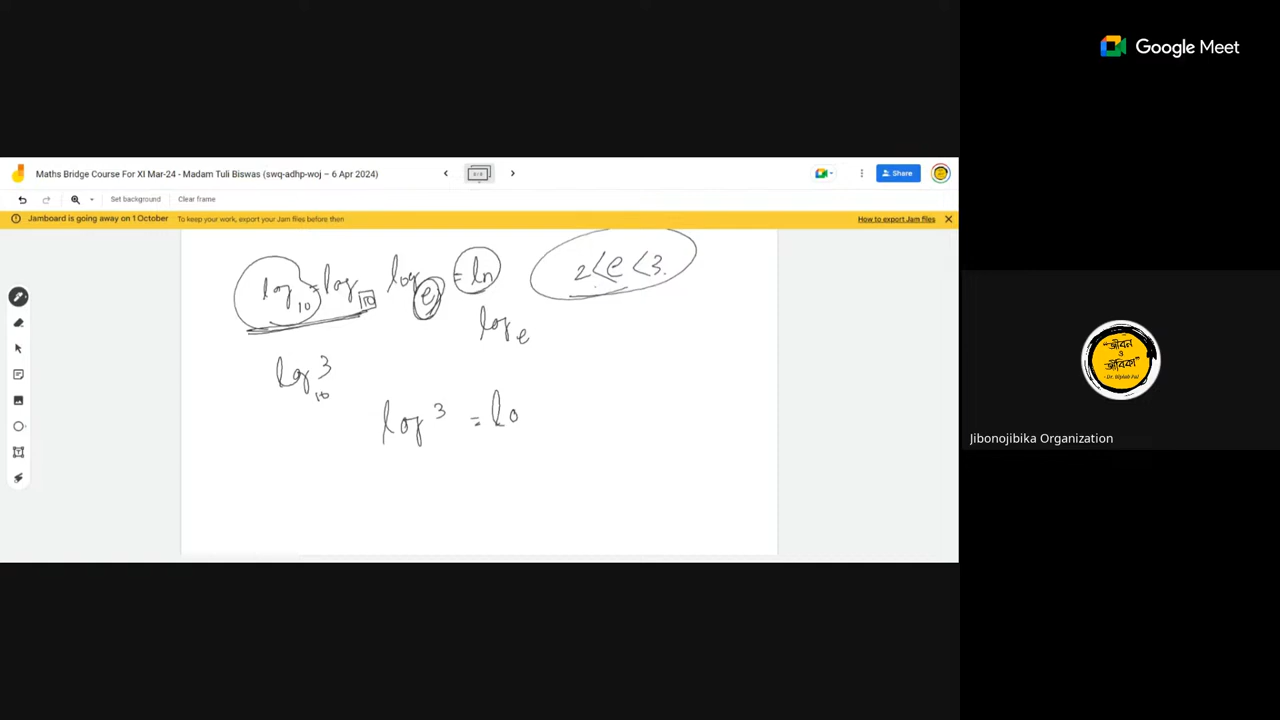 Google Meet
Maths Bridge Course For XI Mar-24 - Madam Tuli Biswas (swq-adhp-woj – 6 Apr 2024)
Share
Set background
Clear frame
Jamboard is going away on 1 October To keep your work, export your Jam files before then
How to export Jam files
log₁₀ = log₁₀ logₑ = ln 2 < e < 3.
logₑ
log₁₀ 3
log 3 = lo
"জীবন
ও
জীবিকা"
Jibonojibika Organization